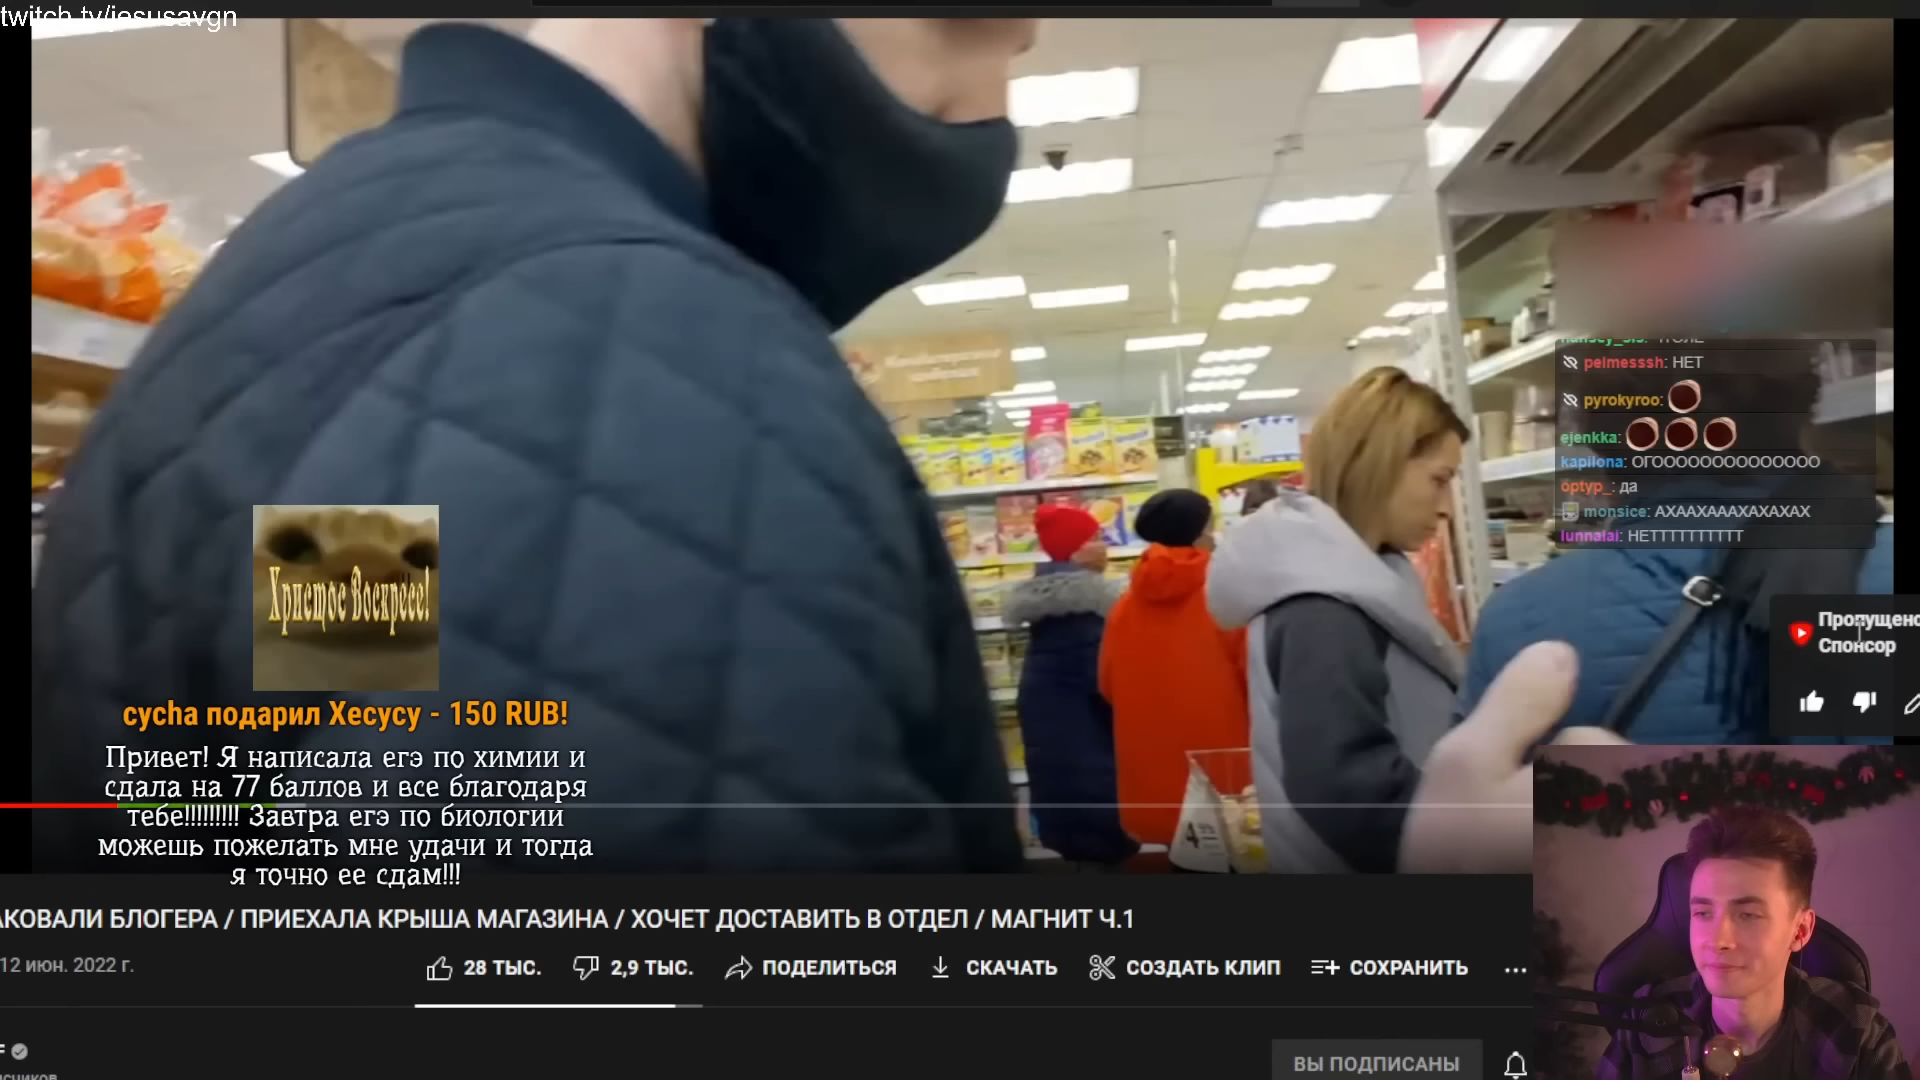 twitch.tv/jesusavgn
pelmesssh: НЕТ
pyrokyroo:
ejenkka:
kapilona: ОГОООООООООООООО
optyp_: да
monsice: АХААХАААХАХАХАХ
lunnalai: НЕТТТТТТТТТТ
Пропущено
Спонсор
Христос Воскресе!
cycha подарил Хесусу - 150 RUB!
Привет! Я написала егэ по химии и
сдала на 77 баллов и все благодаря
тебе!!!!!!!!! Завтра егэ по биологии
можешь пожелать мне удачи и тогда
я точно ее сдам!!!
АКОВАЛИ БЛОГЕРА / ПРИЕХАЛА КРЫША МАГАЗИНА / ХОЧЕТ ДОСТАВИТЬ В ОТДЕЛ / МАГНИТ Ч.1
12 июн. 2022 г.
28 ТЫС. 2,9 ТЫС. ПОДЕЛИТЬСЯ СКАЧАТЬ СОЗДАТЬ КЛИП СОХРАНИТЬ ...
ВЫ ПОДПИСАНЫ